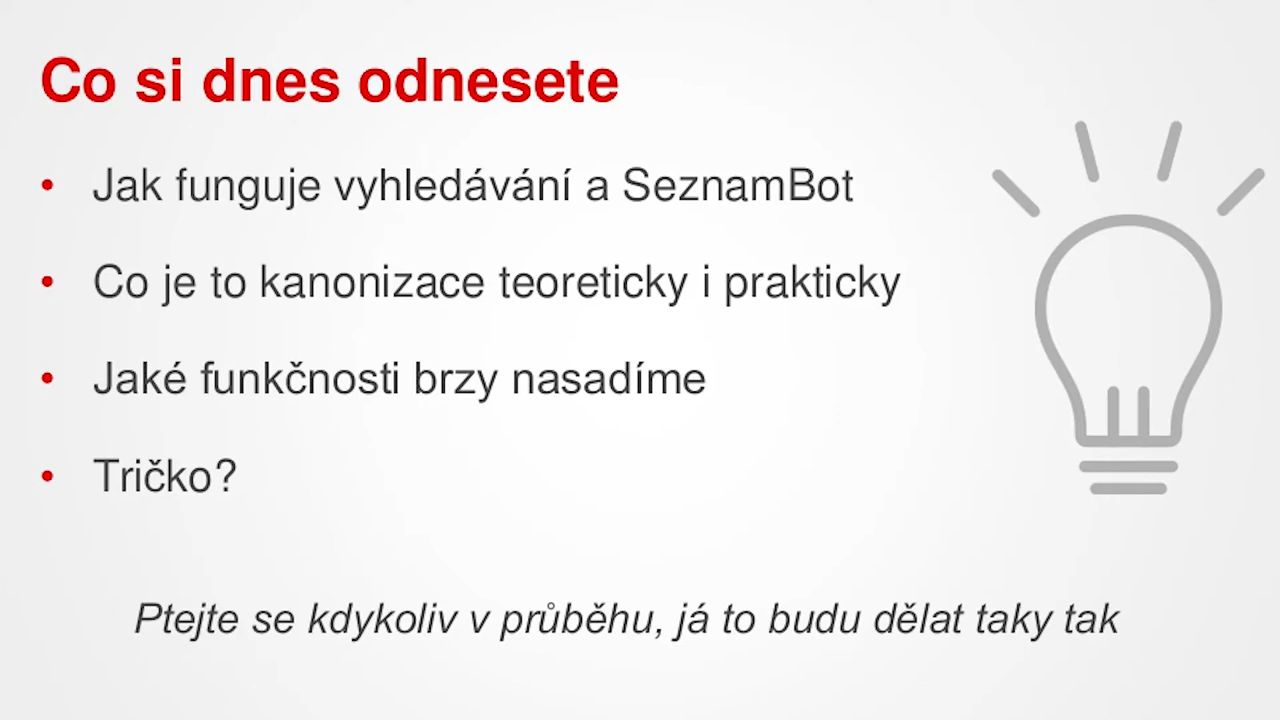 Co si dnes odnesete
• Jak funguje vyhledávání a SeznamBot
• Co je to kanonizace teoreticky i prakticky
• Jaké funkčnosti brzy nasadíme
• Tričko?
Ptejte se kdykoliv v průběhu, já to budu dělat taky tak